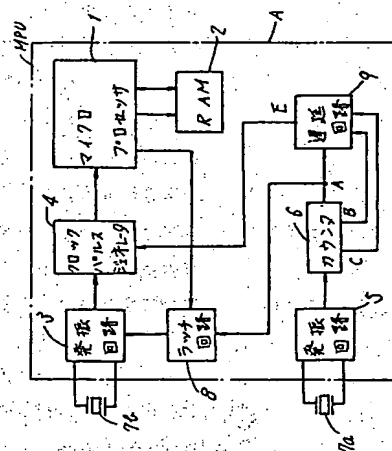 MPU
A
1
マイクロ
プロセッサ
2
RAM
4
クロック
パルス
ジェネレータ
E
9
遅延
回路
A
6
カウンタ
B
C
3
発振
回路
ラッチ
回路
8
5
発振
回路
7b
7a